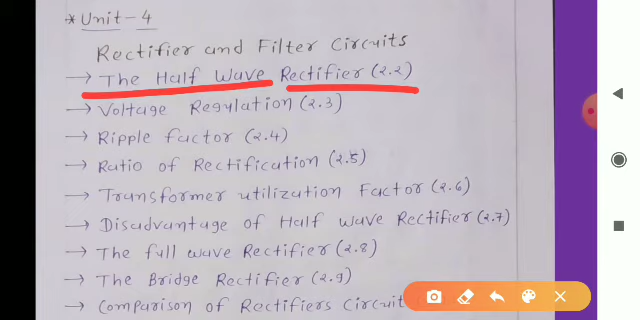 * Unit-4
Rectifier and Filter Circuits
→ The Half Wave Rectifier (2.2)
→ Voltage Regulation (2.3)
→ Ripple factor (2.4)
→ Ratio of Rectification (2.5)
→ Transformer utilization Factor (2.6)
→ Disadvantage of Half wave Rectifier (2.7)
→ The full wave Rectifier (2.8)
→ The Bridge Rectifier (2.9)
→ Comparison of Rectifiers Circuit